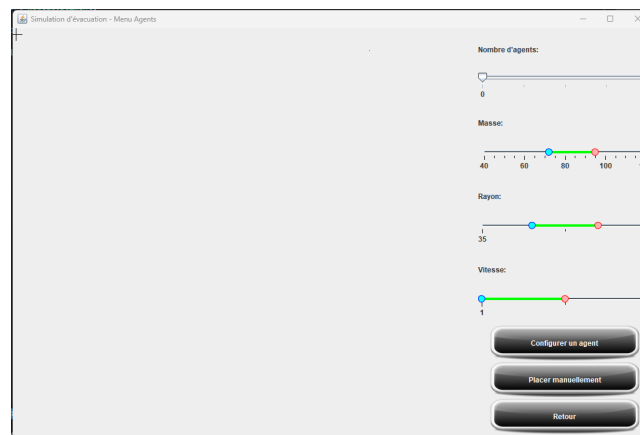 Simulation d'évacuation - Menu Agents
Nombre d'agents:
0
Masse:
40 60 80 100
Rayon:
35
Vitesse:
1
Configurer un agent
Placer manuellement
Retour